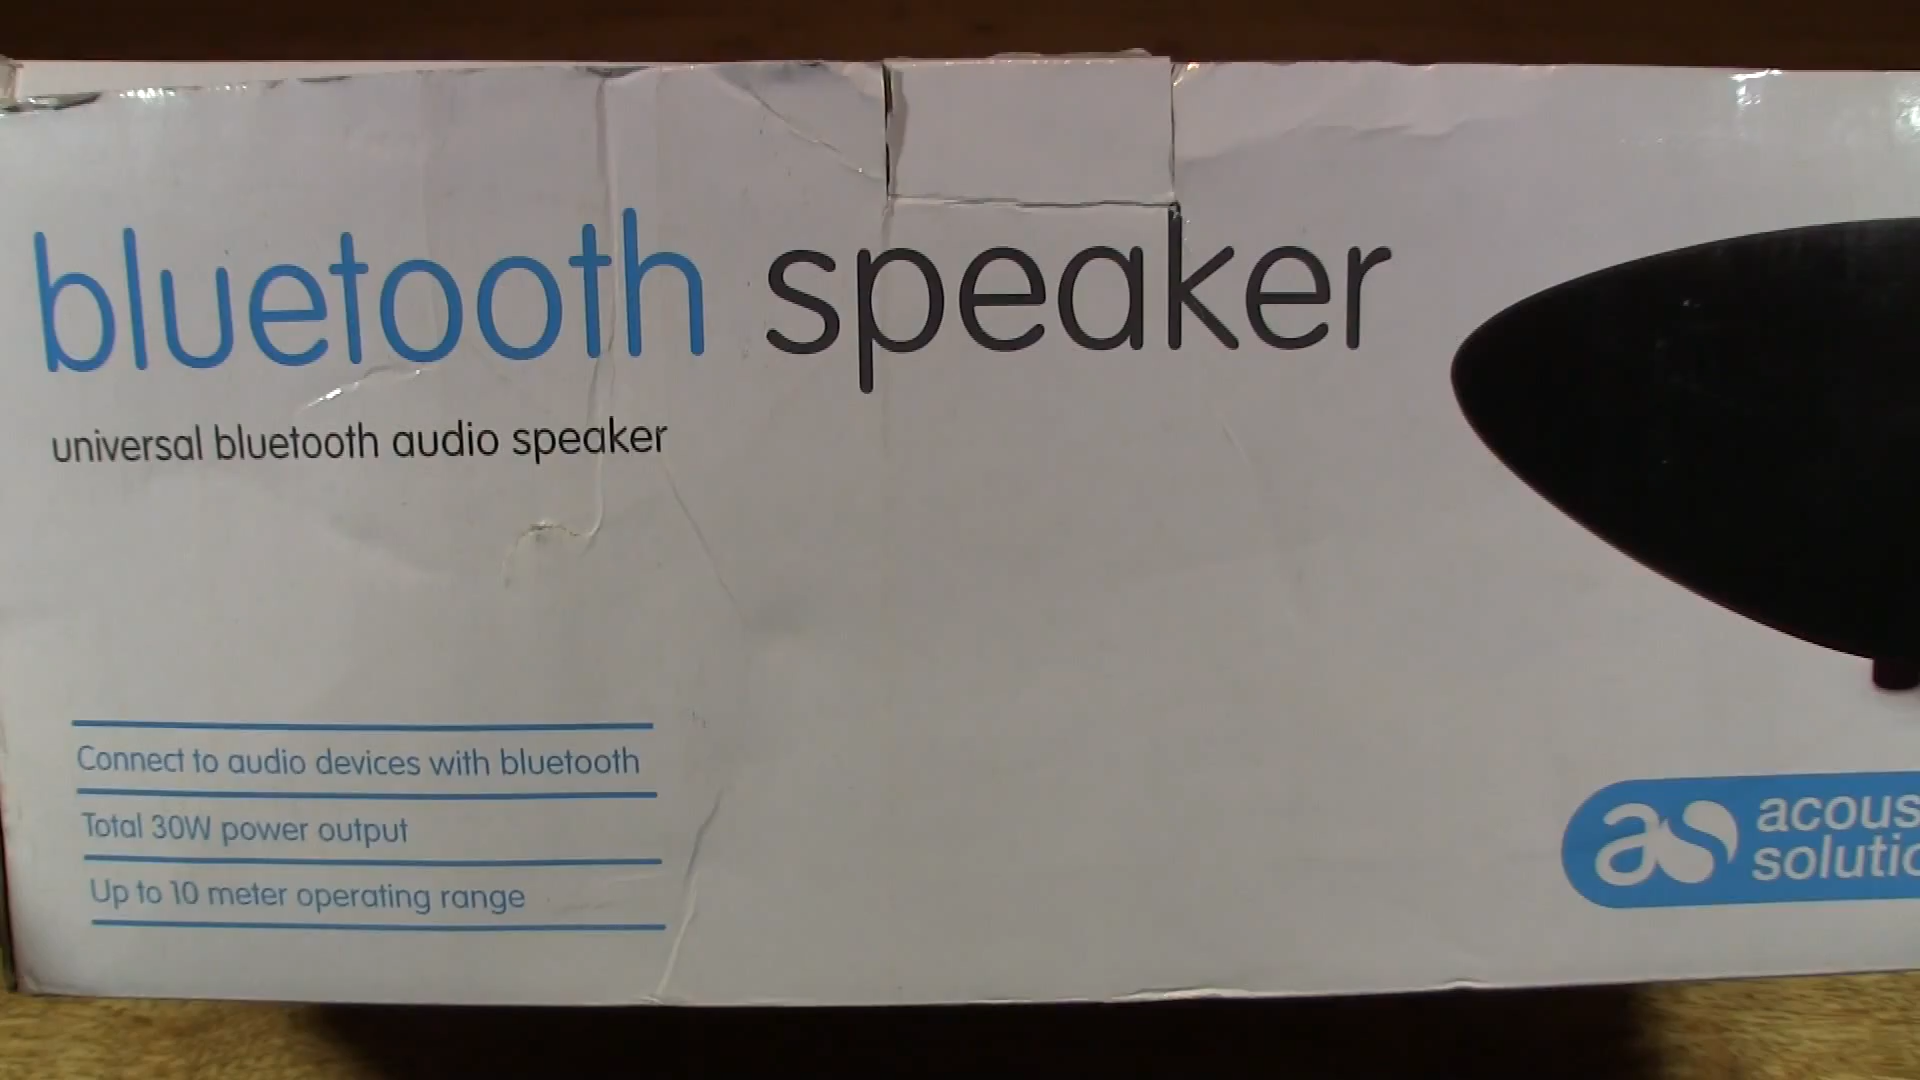 bluetooth speaker
universal bluetooth audio speaker
Connect to audio devices with bluetooth
Total 30W power output
Up to 10 meter operating range
as
acous
solutio